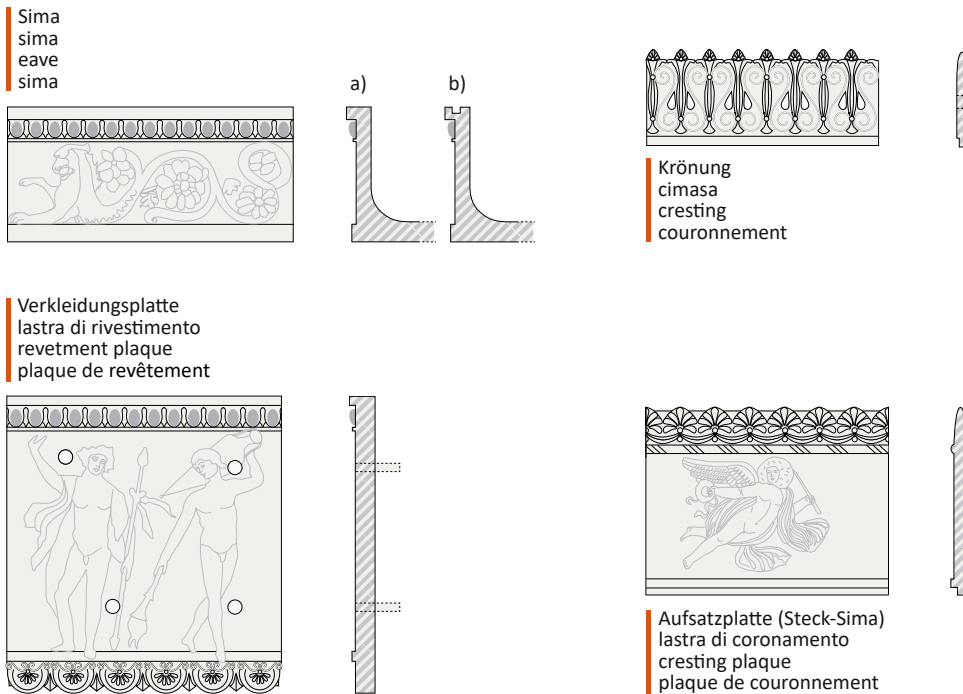 Sima
sima
eave
sima
a)
b)
Krönung
cimasa
cresting
couronnement
Verkleidungsplatte
lastra di rivestimento
revetment plaque
plaque de revêtement
Aufsatzplatte (Steck-Sima)
lastra di coronamento
cresting plaque
plaque de couronnement